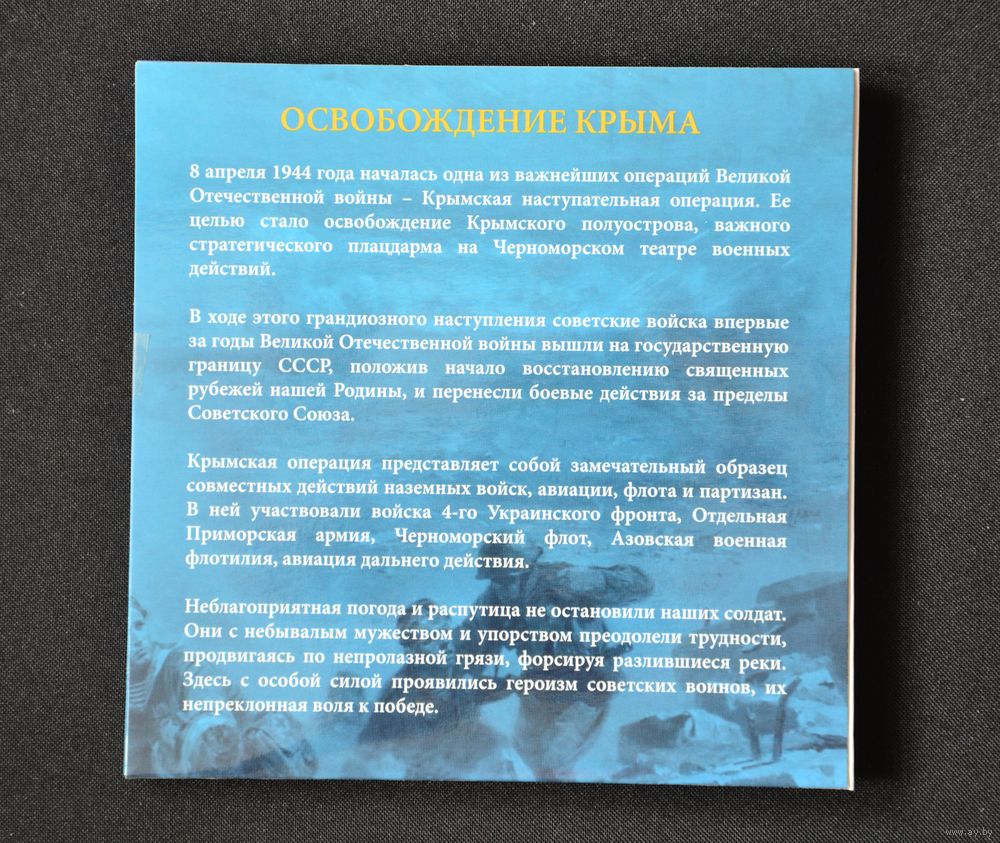 ОСВОБОЖДЕНИЕ КРЫМА
8 апреля 1944 года началась одна из важнейших операций Великой
Отечественной войны – Крымская наступательная операция. Ее
целью стало освобождение Крымского полуострова, важного
стратегического плацдарма на Черноморском театре военных
действий.
В ходе этого грандиозного наступления советские войска впервые
за годы Великой Отечественной войны вышли на государственную
границу СССР, положив начало восстановлению священных
рубежей нашей Родины, и перенесли боевые действия за пределы
Советского Союза.
Крымская операция представляет собой замечательный образец
совместных действий наземных войск, авиации, флота и партизан.
В ней участвовали войска 4-го Украинского фронта, Отдельная
Приморская армия, Черноморский флот, Азовская военная
флотилия, авиация дальнего действия.
Неблагоприятная погода и распутица не остановили наших солдат.
Они с небывалым мужеством и упорством преодолели трудности,
продвигаясь по непролазной грязи, форсируя разлившиеся реки.
Здесь с особой силой проявились героизм советских воинов, их
непреклонная воля к победе.
www.ay.by